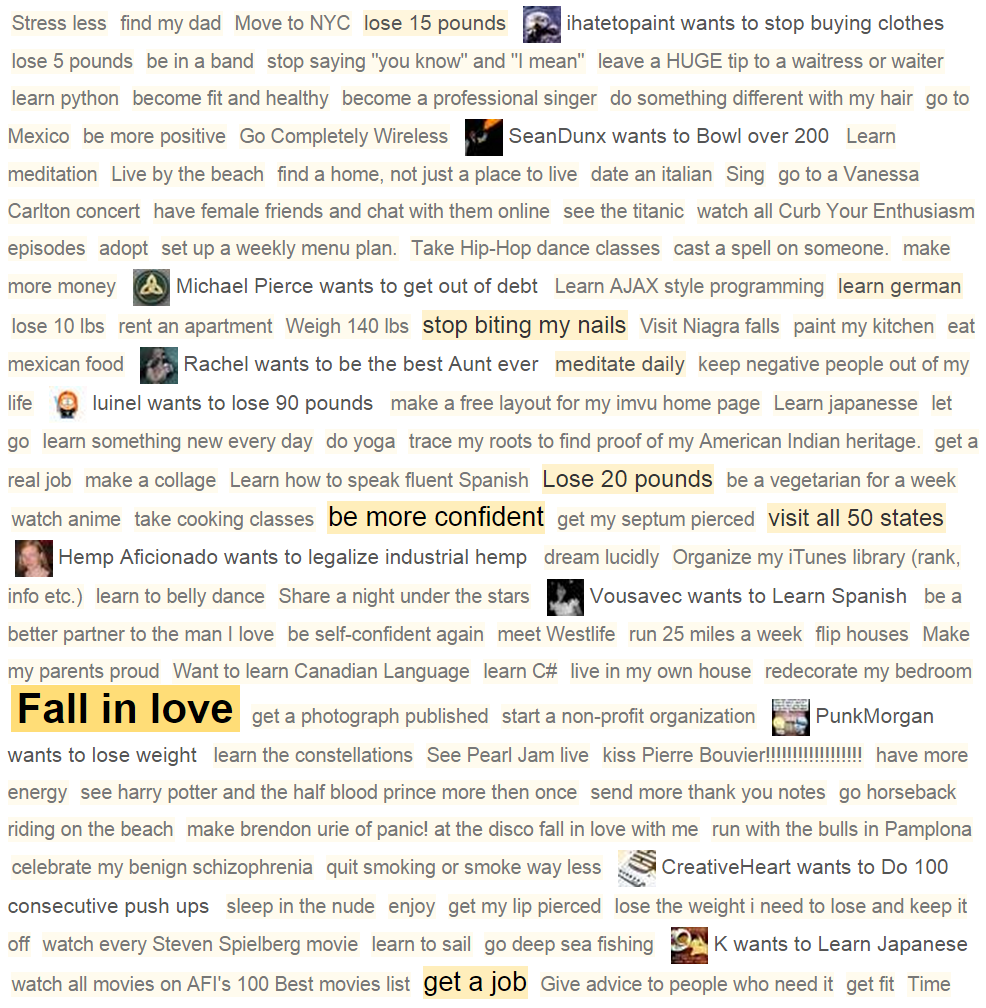 Stress less find my dad Move to NYC lose 15 pounds ihatetopaint wants to stop buying clothes
lose 5 pounds be in a band stop saying "you know" and "I mean" leave a HUGE tip to a waitress or waiter
learn python become fit and healthy become a professional singer do something different with my hair go to
Mexico be more positive Go Completely Wireless SeanDunx wants to Bowl over 200 Learn
meditation Live by the beach find a home, not just a place to live date an italian Sing go to a Vanessa
Carlton concert have female friends and chat with them online see the titanic watch all Curb Your Enthusiasm
episodes adopt set up a weekly menu plan. Take Hip-Hop dance classes cast a spell on someone. make
more money Michael Pierce wants to get out of debt Learn AJAX style programming learn german
lose 10 lbs rent an apartment Weigh 140 lbs stop biting my nails Visit Niagra falls paint my kitchen eat
mexican food Rachel wants to be the best Aunt ever meditate daily keep negative people out of my
life luinel wants to lose 90 pounds make a free layout for my imvu home page Learn japanesse let
go learn something new every day do yoga trace my roots to find proof of my American Indian heritage. get a
real job make a collage Learn how to speak fluent Spanish Lose 20 pounds be a vegetarian for a week
watch anime take cooking classes be more confident get my septum pierced visit all 50 states
Hemp Aficionado wants to legalize industrial hemp dream lucidly Organize my iTunes library (rank,
info etc.) learn to belly dance Share a night under the stars Vousavec wants to Learn Spanish be a
better partner to the man I love be self-confident again meet Westlife run 25 miles a week flip houses Make
my parents proud Want to learn Canadian Language learn C# live in my own house redecorate my bedroom
Fall in love get a photograph published start a non-profit organization PunkMorgan
wants to lose weight learn the constellations See Pearl Jam live kiss Pierre Bouvier!!!!!!!!!!!!!!!!!! have more
energy see harry potter and the half blood prince more then once send more thank you notes go horseback
riding on the beach make brendon urie of panic! at the disco fall in love with me run with the bulls in Pamplona
celebrate my benign schizophrenia quit smoking or smoke way less CreativeHeart wants to Do 100
consecutive push ups sleep in the nude enjoy get my lip pierced lose the weight i need to lose and keep it
off watch every Steven Spielberg movie learn to sail go deep sea fishing K wants to Learn Japanese
watch all movies on AFI's 100 Best movies list get a job Give advice to people who need it get fit Time